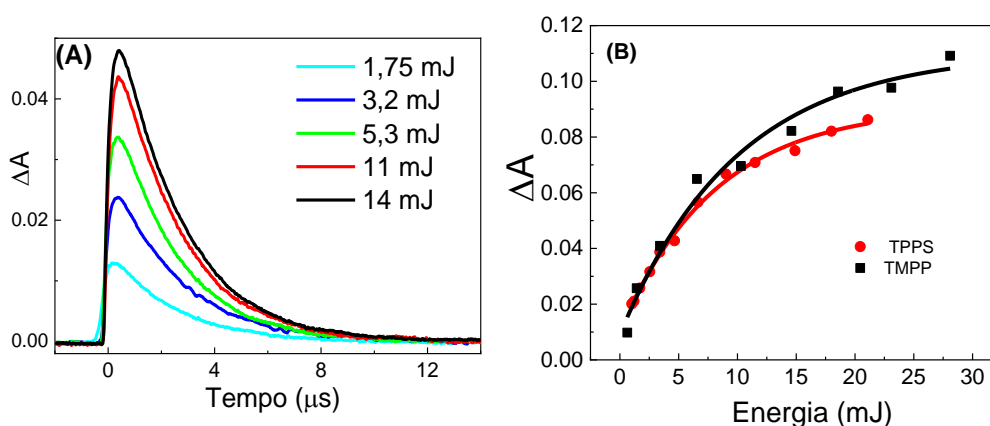 (A)
1,75 mJ
3,2 mJ
5,3 mJ
11 mJ
14 mJ
ΔA
0.04
0.02
0.00
0 4 8 12
Tempo (μs)
(B)
ΔA
0.12
0.10
0.08
0.06
0.04
0.02
0.00
TPPS
TMPP
0 5 10 15 20 25 30
Energia (mJ)